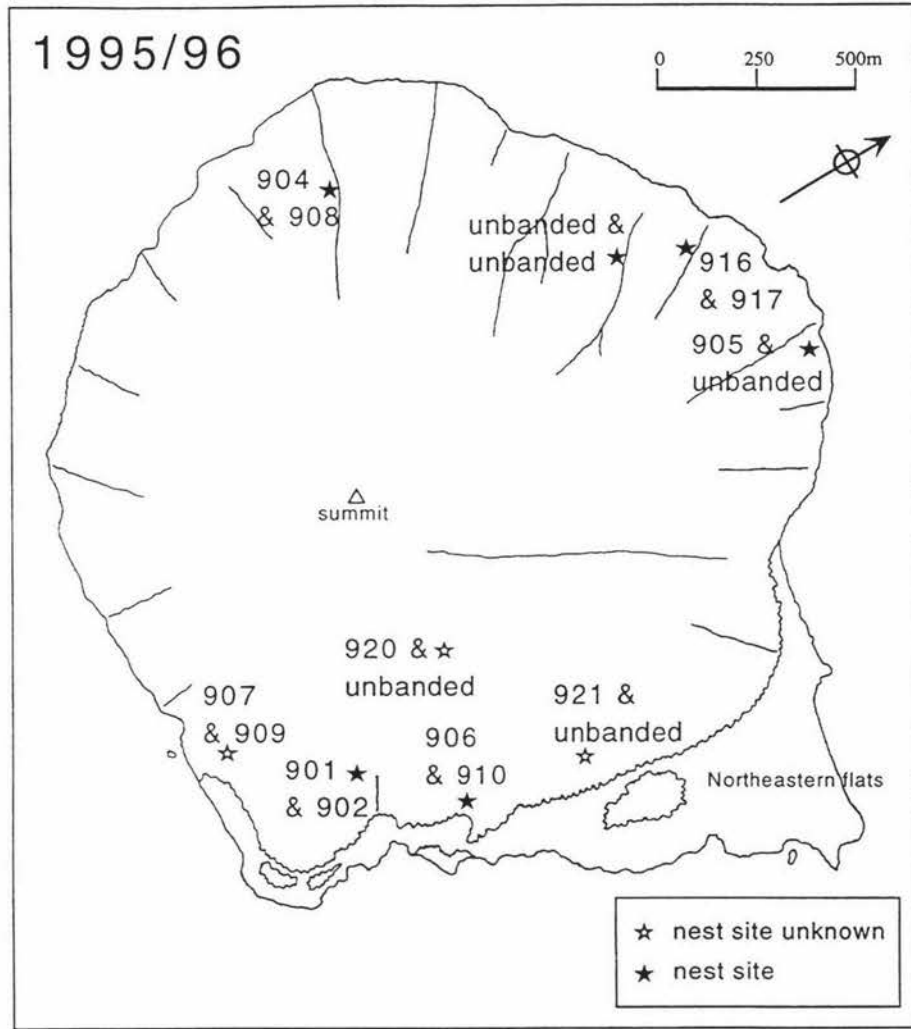 1995/96
0 250 500m
904
& 908
unbanded &
unbanded
916
& 917
905 &
unbanded
summit
920 &
unbanded
907
& 909
921 &
unbanded
906
& 910
901
& 902
Northeastern flats
nest site unknown
nest site